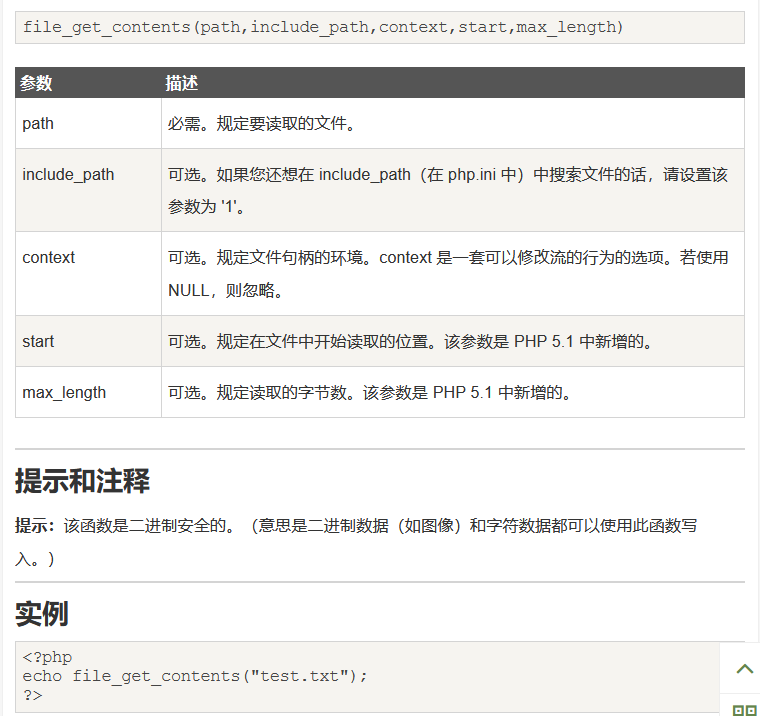 file_get_contents(path,include_path,context,start,max_length)
参数 描述
path 必需。规定要读取的文件。
include_path 可选。如果您还想在 include_path（在 php.ini 中）中搜索文件的话，请设置该
参数为 '1'。
context 可选。规定文件句柄的环境。context 是一套可以修改流的行为的选项。若使用
NULL，则忽略。
start 可选。规定在文件中开始读取的位置。该参数是 PHP 5.1 中新增的。
max_length 可选。规定读取的字节数。该参数是 PHP 5.1 中新增的。
提示和注释
提示：该函数是二进制安全的。（意思是二进制数据（如图像）和字符数据都可以使用此函数写
入。）
实例
<?php
echo file_get_contents("test.txt");
?>